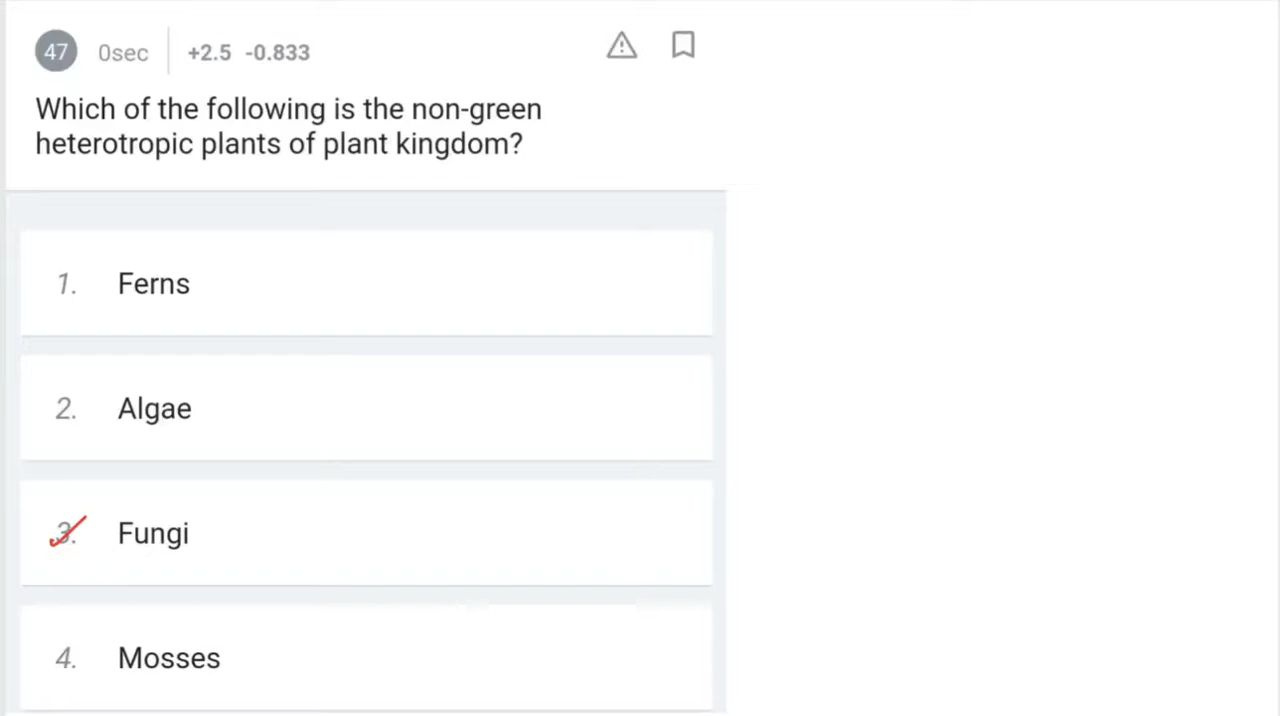 47 0sec +2.5 -0.833
Which of the following is the non-green
heterotropic plants of plant kingdom?
1. Ferns
2. Algae
3. Fungi
4. Mosses